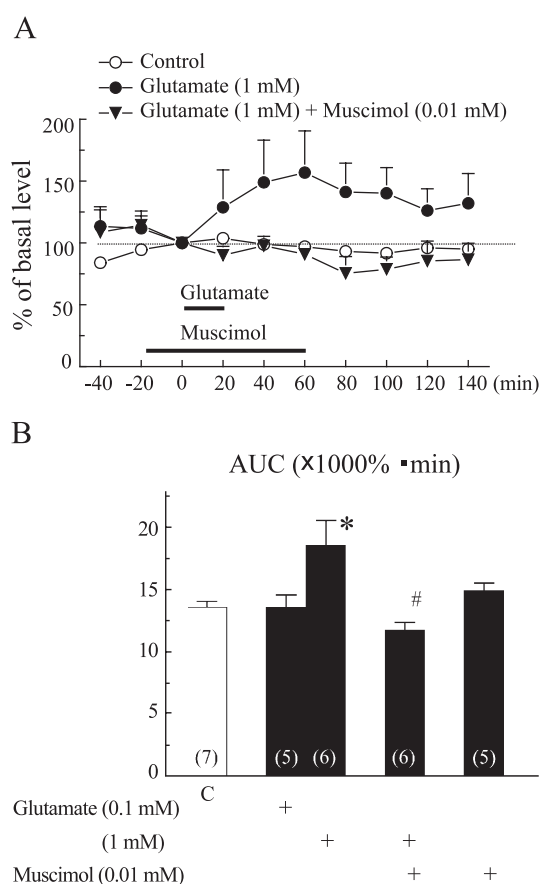 A
Control
Glutamate (1 mM)
Glutamate (1 mM) + Muscimol (0.01 mM)
% of basal level
200
150
100
50
0
Glutamate
Muscimol
-40 -20 0 20 40 60 80 100 120 140 (min)
B
AUC (x1000% ▪min)
20
15
10
5
0
*
#
(7) (5) (6) (6) (5)
C
Glutamate (0.1 mM) +
(1 mM) + +
Muscimol (0.01 mM) + +